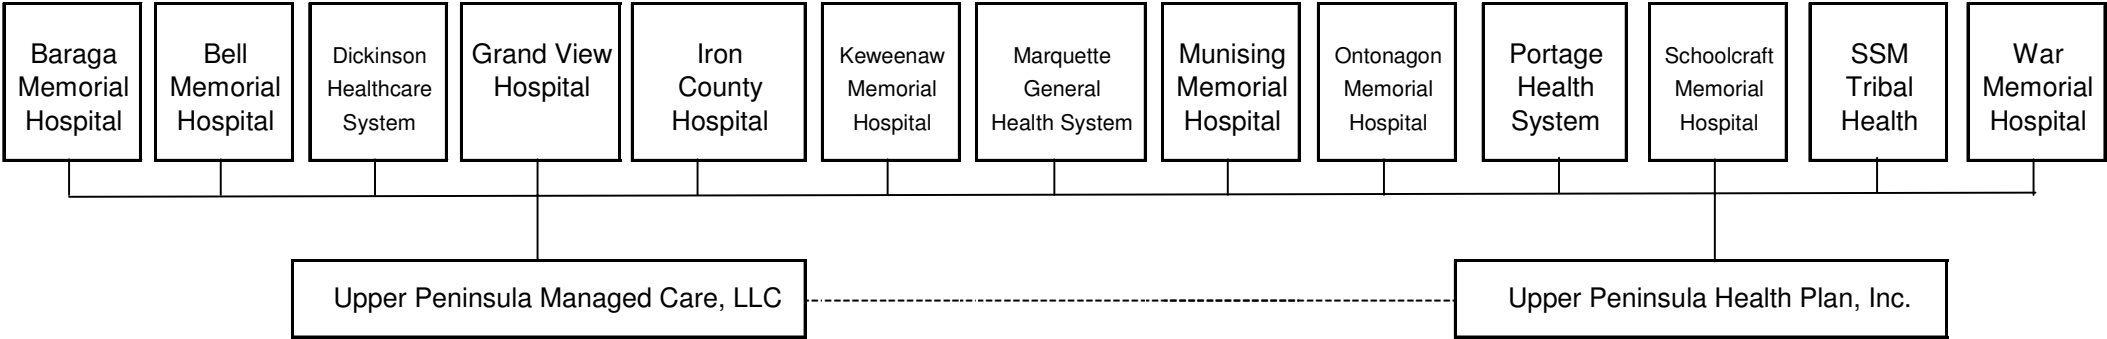 Baraga
Memorial
Hospital
Bell
Memorial
Hospital
Dickinson
Healthcare
System
Grand View
Hospital
Iron
County
Hospital
Keweenaw
Memorial
Hospital
Marquette
General
Health System
Munising
Memorial
Hospital
Ontonagon
Memorial
Hospital
Portage
Health
System
Schoolcraft
Memorial
Hospital
SSM
Tribal
Health
War
Memorial
Hospital
Upper Peninsula Managed Care, LLC
Upper Peninsula Health Plan, Inc.